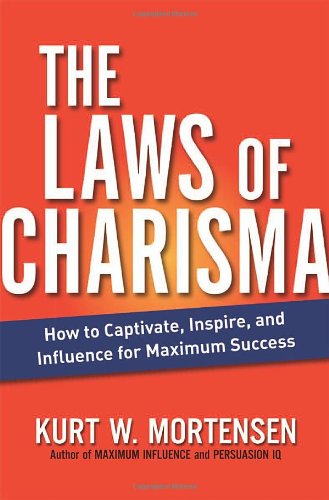 THE
LAWS OF
CHARISMA
How to Captivate, Inspire, and
Influence for Maximum Success
KURT W. MORTENSEN
Author of MAXIMUM INFLUENCE and PERSUASION IQ